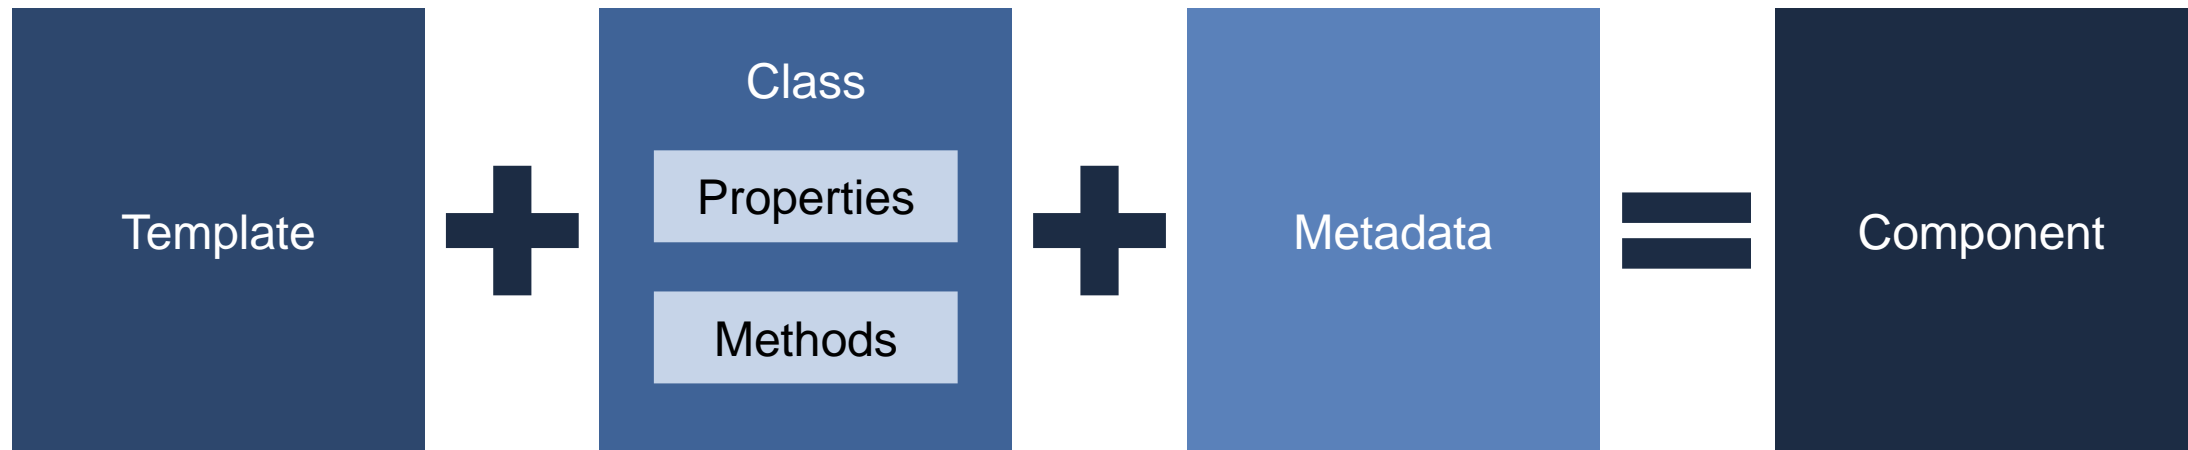 Template
Class
Properties
Methods
Metadata
Component